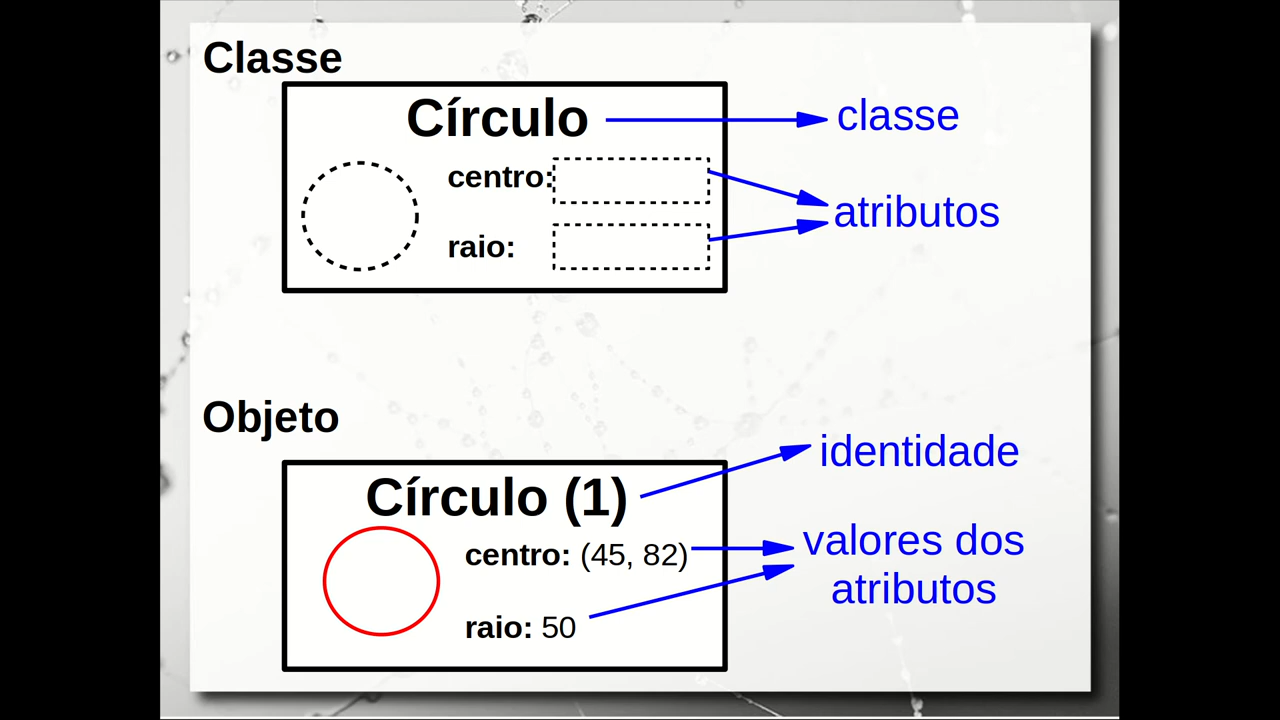 Classe
Círculo
classe
centro:
atributos
raio:
Objeto
identidade
Círculo (1)
centro: (45, 82)
valores dos
atributos
raio: 50